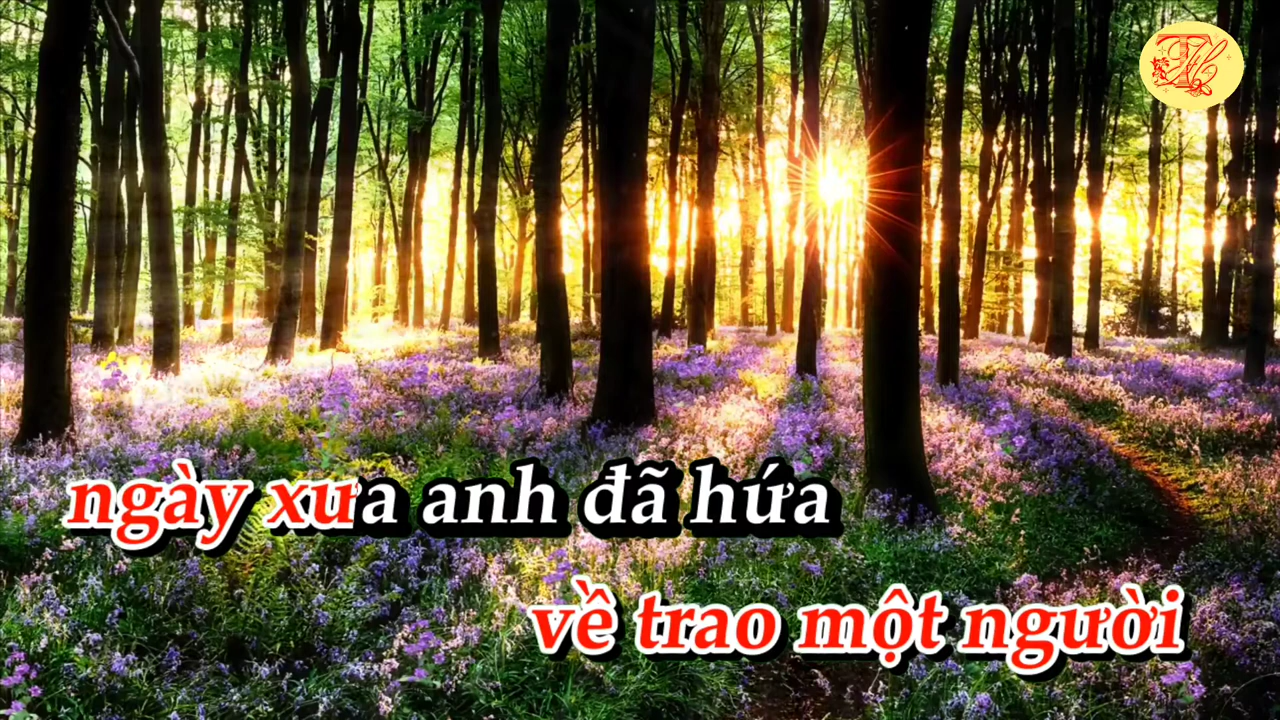 ngày xưa anh đã hứa
về trao một người